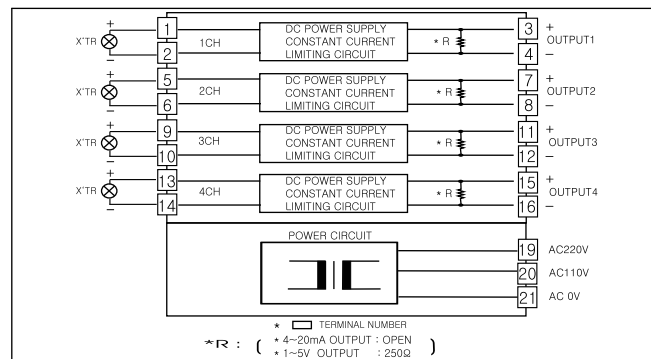 X'TR + − 1 2 1CH DC POWER SUPPLY CONSTANT CURRENT LIMITING CIRCUIT * R 3 + 4 − OUTPUT1
X'TR + − 5 6 2CH DC POWER SUPPLY CONSTANT CURRENT LIMITING CIRCUIT * R 7 + 8 − OUTPUT2
X'TR + − 9 10 3CH DC POWER SUPPLY CONSTANT CURRENT LIMITING CIRCUIT * R 11 + 12 − OUTPUT3
X'TR + − 13 14 4CH DC POWER SUPPLY CONSTANT CURRENT LIMITING CIRCUIT * R 15 + 16 − OUTPUT4
POWER CIRCUIT
19 AC220V
20 AC110V
21 AC 0V
* TERMINAL NUMBER
*R : ( * 4~20mA OUTPUT : OPEN
* 1~5V OUTPUT : 250Ω )